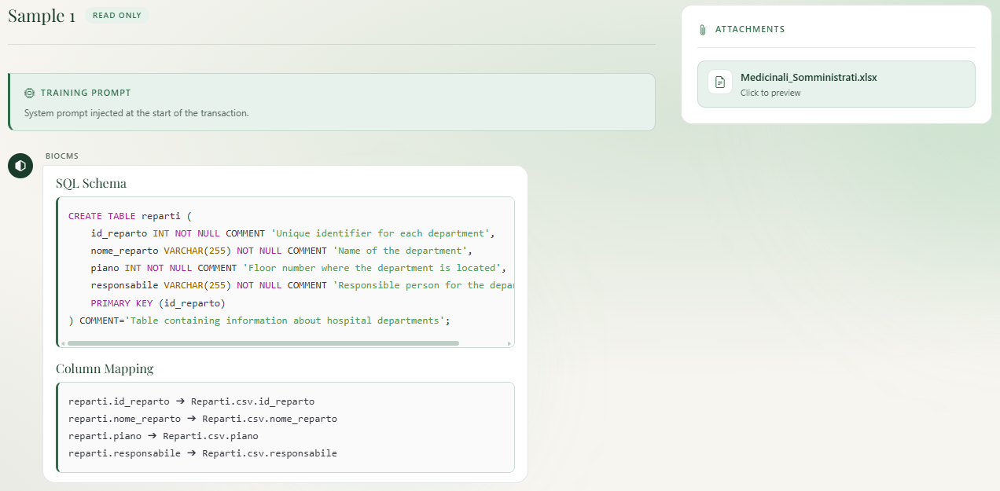 Sample 1
READ ONLY
TRAINING PROMPT
System prompt injected at the start of the transaction.
BIOCMS
SQL Schema
CREATE TABLE reparti (
    id_reparto INT NOT NULL COMMENT 'Unique identifier for each department',
    nome_reparto VARCHAR(255) NOT NULL COMMENT 'Name of the department',
    piano INT NOT NULL COMMENT 'Floor number where the department is located',
    responsabile VARCHAR(255) NOT NULL COMMENT 'Responsible person for the depar
    PRIMARY KEY (id_reparto)
) COMMENT='Table containing information about hospital departments';
Column Mapping
reparti.id_reparto ➔ Reparti.csv.id_reparto
reparti.nome_reparto ➔ Reparti.csv.nome_reparto
reparti.piano ➔ Reparti.csv.piano
reparti.responsabile ➔ Reparti.csv.responsabile
ATTACHMENTS
Medicinali_Somministrati.xlsx
Click to preview